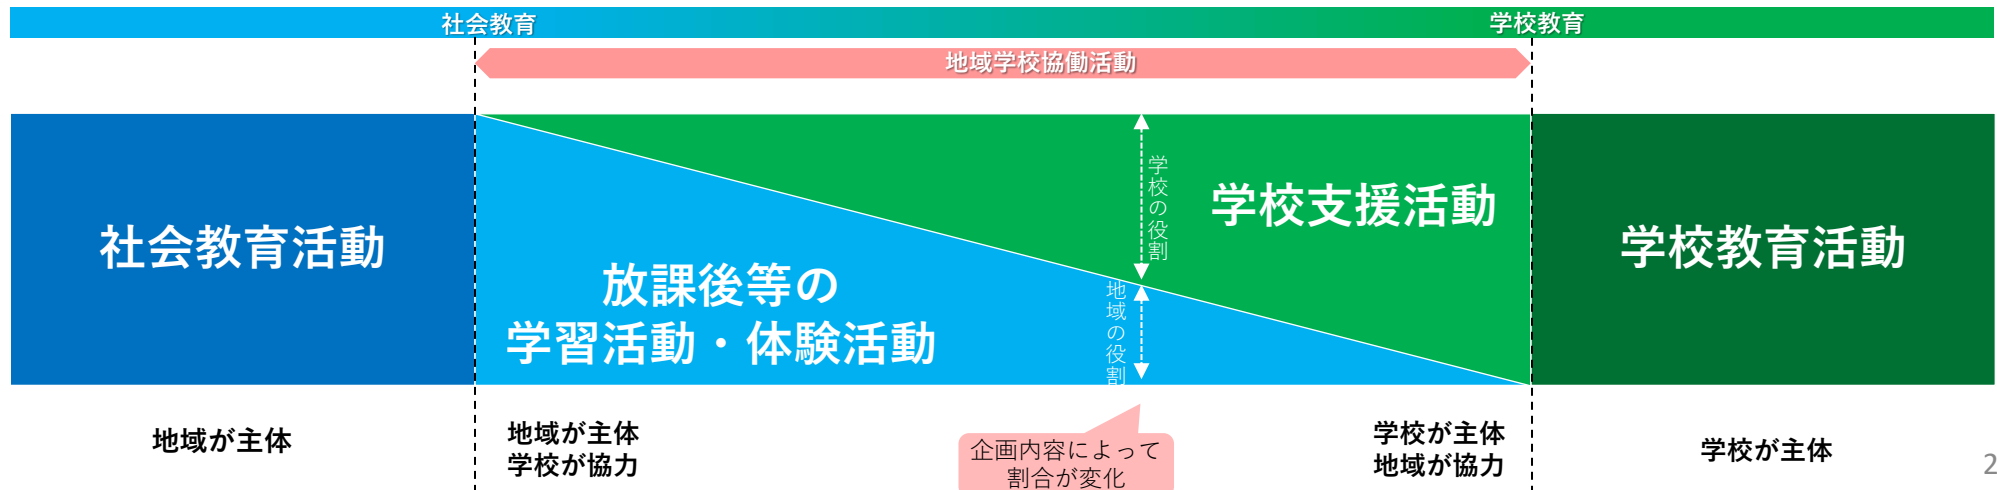 社会教育
学校教育
地域学校協働活動
社会教育活動
放課後等の
学習活動・体験活動
学校の役割
地域の役割
学校支援活動
学校教育活動
地域が主体
地域が主体
学校が協力
企画内容によって
割合が変化
学校が主体
地域が協力
学校が主体
2